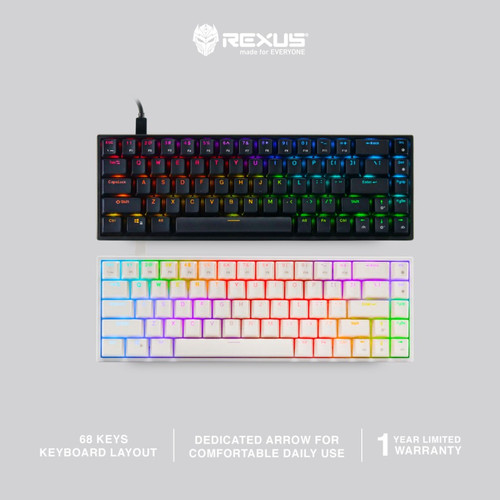 REXUS®
made for EVERYONE
68 KEYS
KEYBOARD LAYOUT
DEDICATED ARROW FOR
COMFORTABLE DAILY USE
1 YEAR LIMITED
WARRANTY